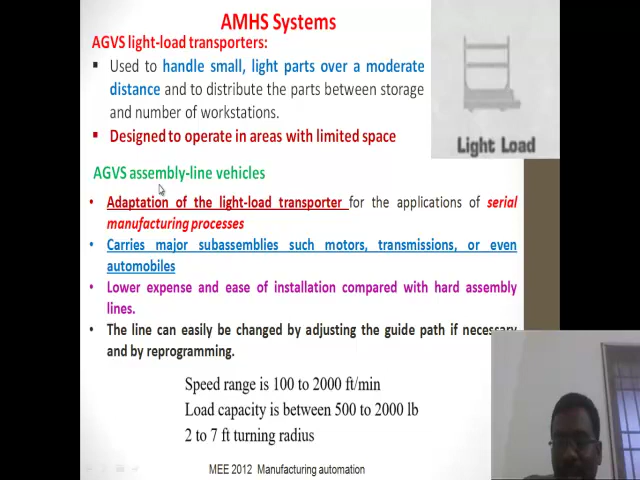 AMHS Systems
AGVS light-load transporters:
▪ Used to handle small, light parts over a moderate
distance and to distribute the parts between storage
and number of workstations.
▪ Designed to operate in areas with limited space
Light Load
AGVS assembly-line vehicles
• Adaptation of the light-load transporter for the applications of serial
manufacturing processes
• Carries major subassemblies such motors, transmissions, or even
automobiles
• Lower expense and ease of installation compared with hard assembly
lines.
• The line can easily be changed by adjusting the guide path if necessary
and by reprogramming.
Speed range is 100 to 2000 ft/min
Load capacity is between 500 to 2000 lb
2 to 7 ft turning radius
MEE 2012 Manufacturing automation